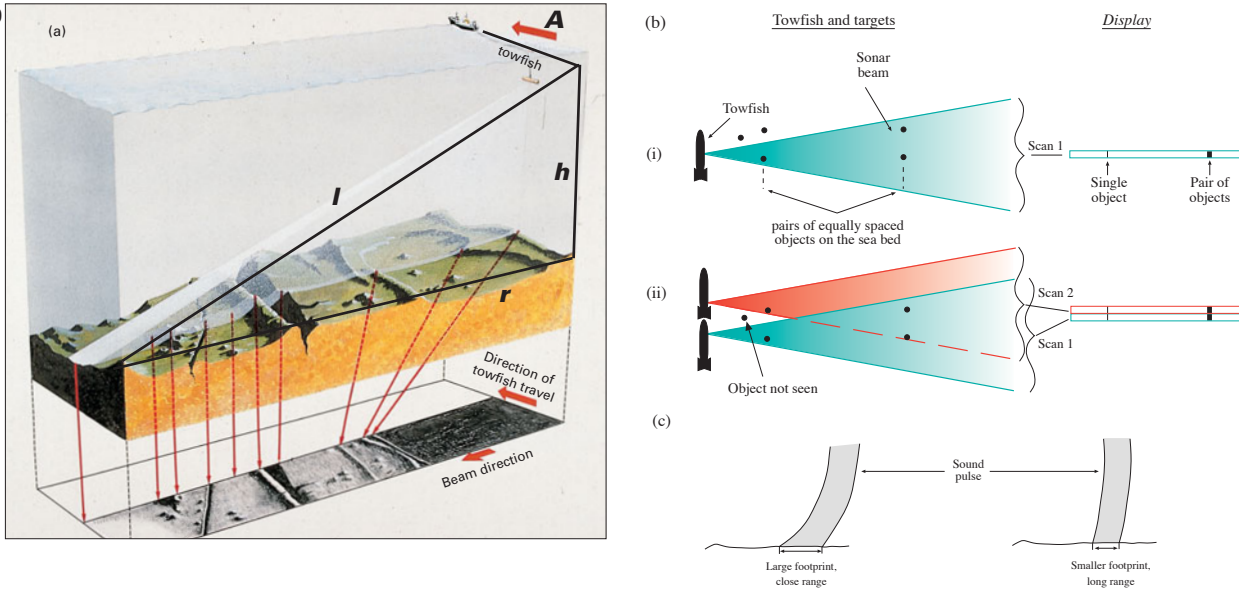 )
(a)
A
towfish
l
h
r
Direction of
towfish travel
Beam direction
(b)
Towfish and targets
Display
Sonar
beam
Towfish
(i)
Scan 1
Single
object
Pair of
objects
pairs of equally spaced
objects on the sea bed
(ii)
Scan 2
Scan 1
Object not seen
(c)
Sound
pulse
Large footprint,
close range
Smaller footprint,
long range